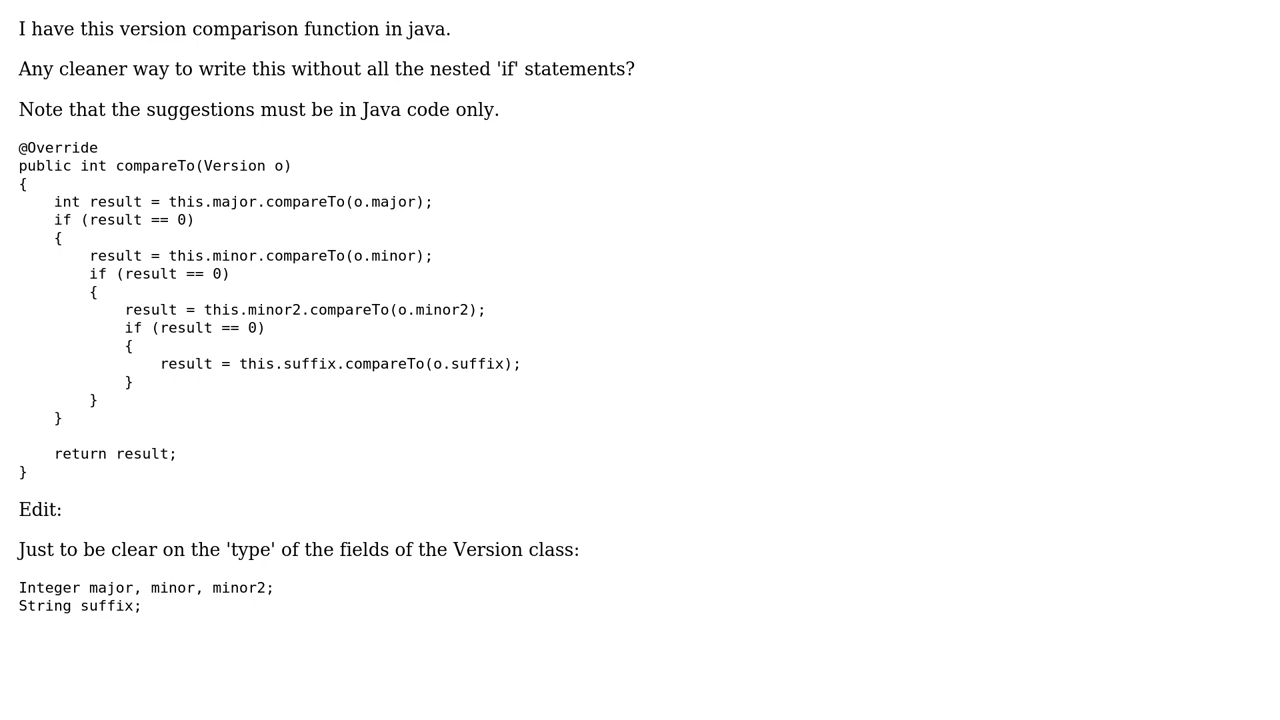 I have this version comparison function in java.
Any cleaner way to write this without all the nested 'if' statements?
Note that the suggestions must be in Java code only.
@Override
public int compareTo(Version o)
{
    int result = this.major.compareTo(o.major);
    if (result == 0)
    {
        result = this.minor.compareTo(o.minor);
        if (result == 0)
        {
            result = this.minor2.compareTo(o.minor2);
            if (result == 0)
            {
                result = this.suffix.compareTo(o.suffix);
            }
        }
    }
    return result;
}
Edit:
Just to be clear on the 'type' of the fields of the Version class:
Integer major, minor, minor2;
String suffix;